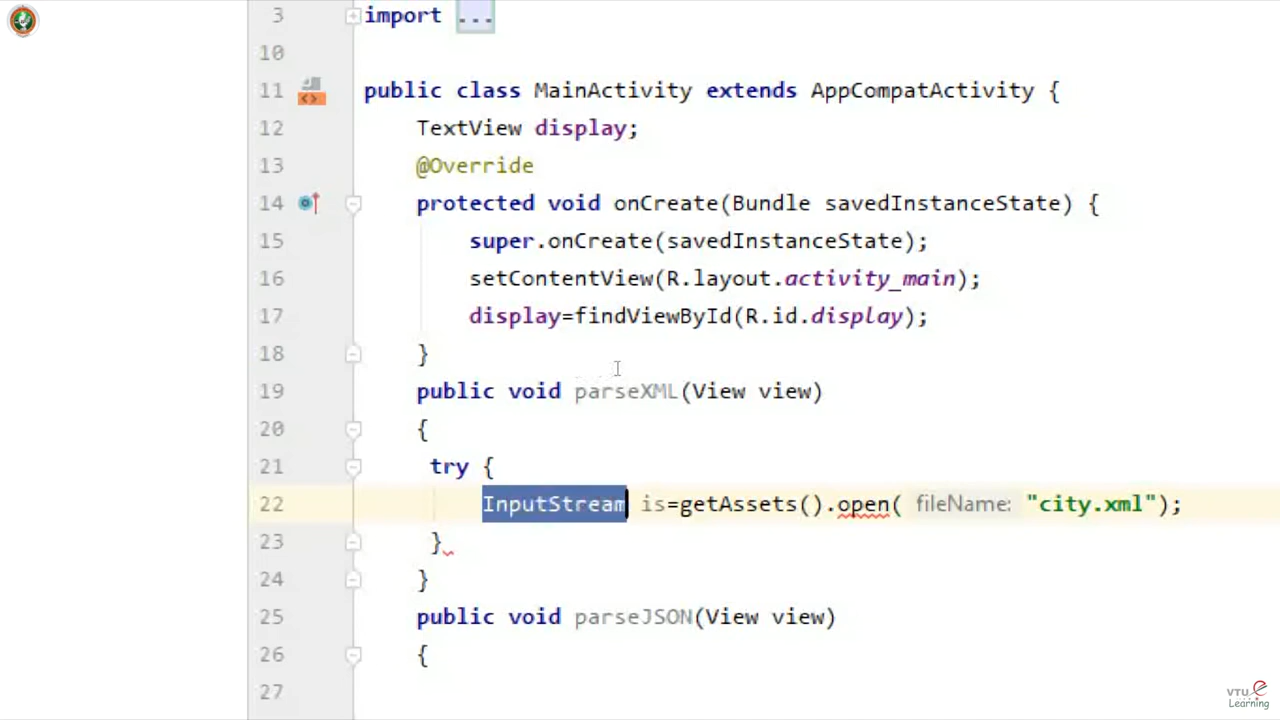 3 import ...
10
11 public class MainActivity extends AppCompatActivity {
12 TextView display;
13 @Override
14 protected void onCreate(Bundle savedInstanceState) {
15 super.onCreate(savedInstanceState);
16 setContentView(R.layout.activity_main);
17 display=findViewById(R.id.display);
18 }
19 public void parseXML(View view)
20 {
21 try {
22 InputStream is=getAssets().open( fileName: "city.xml");
23 }
24 }
25 public void parseJSON(View view)
26 {
27
VTU e
Learning